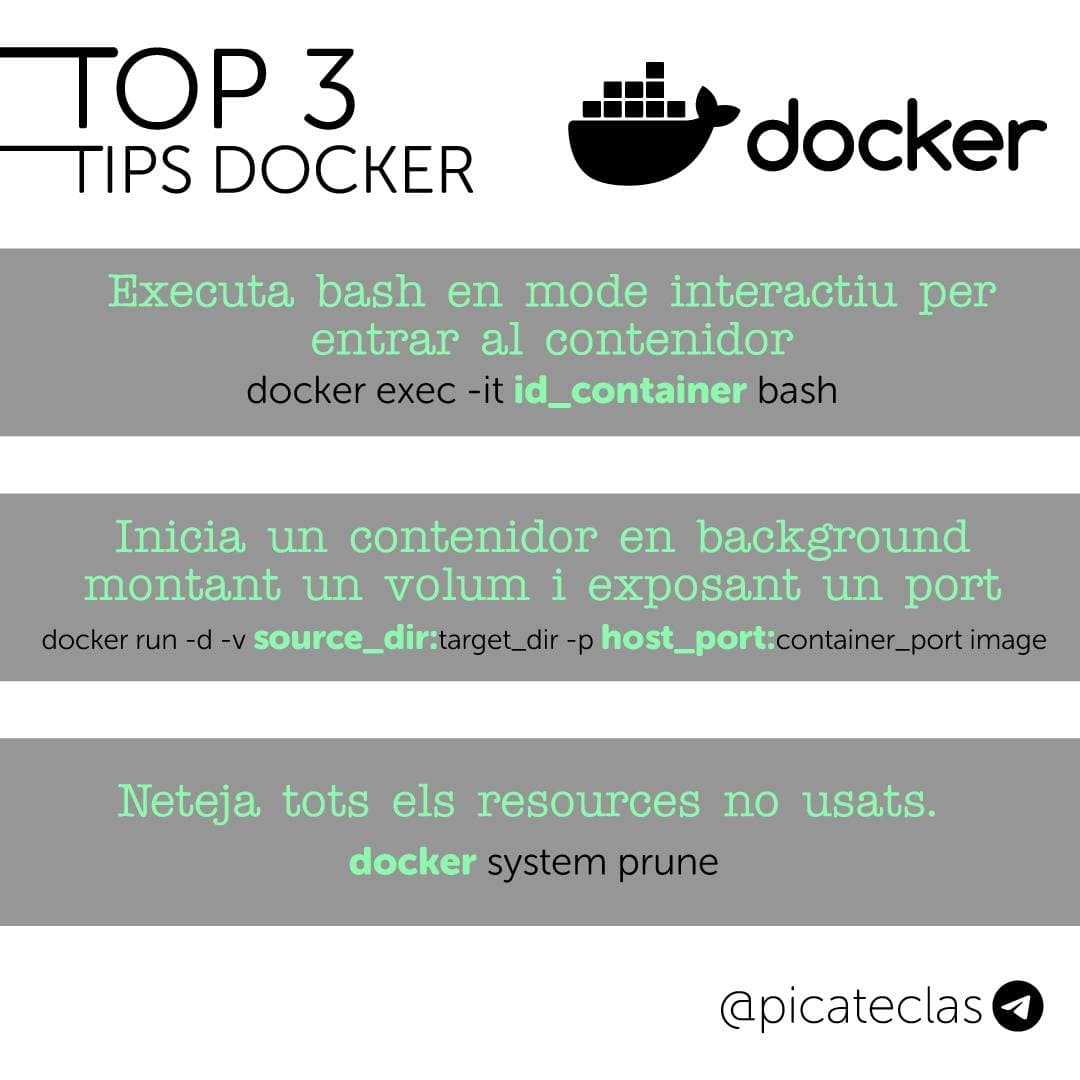 TOP 3
TIPS DOCKER
docker
Executa bash en mode interactiu per
entrar al contenidor
docker exec -it id_container bash
Inicia un contenidor en background
montant un volum i exposant un port
docker run -d -v source_dir:target_dir -p host_port:container_port image
Neteja tots els resources no usats.
docker system prune
@picateclas